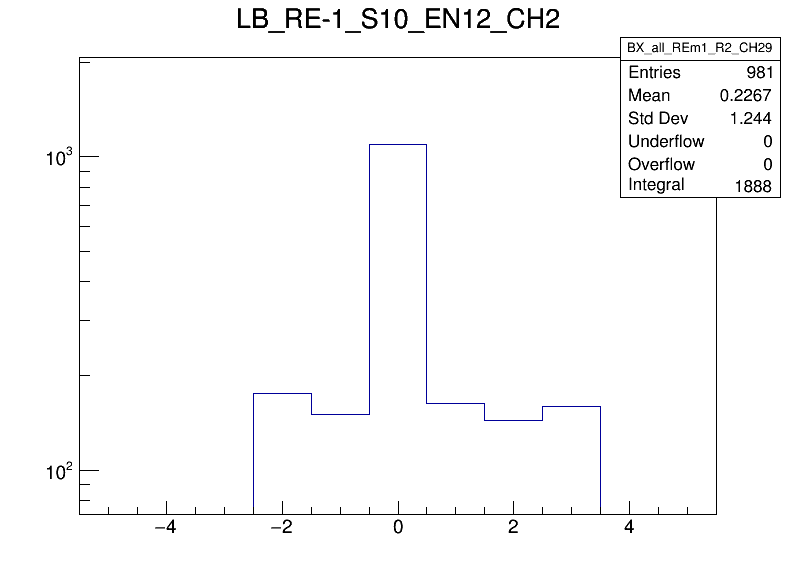 LB_RE-1_S10_EN12_CH2
BX_all_REm1_R2_CH29
Entries 981
Mean 0.2267
Std Dev 1.244
Underflow 0
Overflow 0
Integral 1888
10³
10²
−4 −2 0 2 4